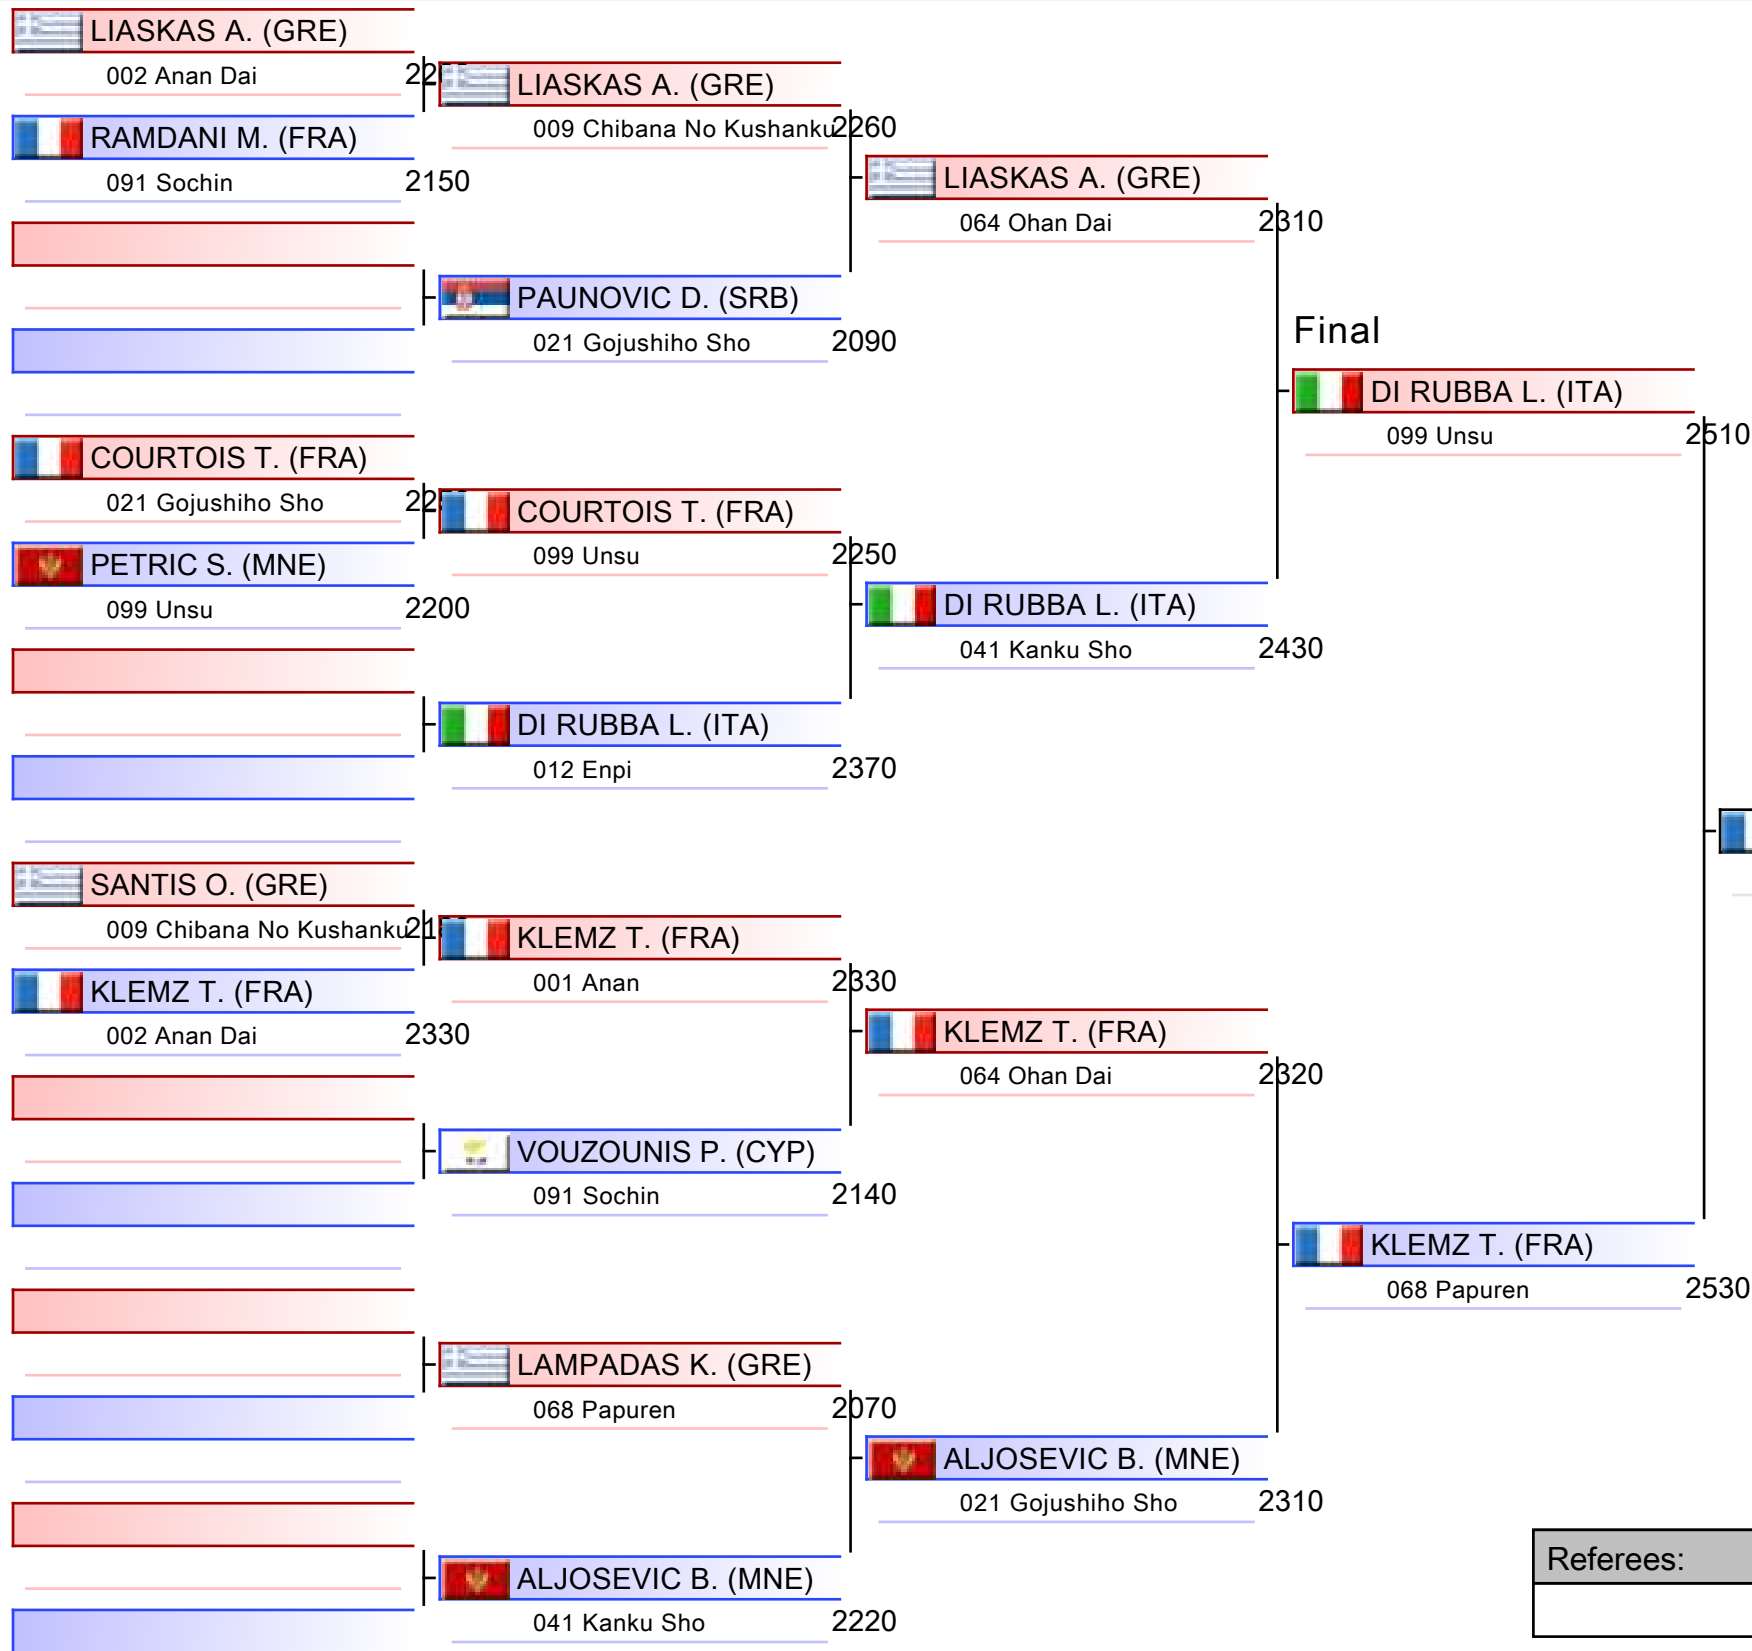 LIASKAS A. (GRE)
002 Anan Dai
RAMDANI M. (FRA)
091 Sochin 2150
COURTOIS T. (FRA)
021 Gojushiho Sho
PETRIC S. (MNE)
099 Unsu 2200
SANTIS O. (GRE)
009 Chibana No Kushanku
KLEMZ T. (FRA)
002 Anan Dai 2330
LIASKAS A. (GRE)
009 Chibana No Kushanku 2260
PAUNOVIC D. (SRB)
021 Gojushiho Sho 2090
COURTOIS T. (FRA)
099 Unsu 2250
DI RUBBA L. (ITA)
012 Enpi 2370
KLEMZ T. (FRA)
001 Anan 2330
VOUZOUNIS P. (CYP)
091 Sochin 2140
LAMPADAS K. (GRE)
068 Papuren 2070
ALJOSEVIC B. (MNE)
041 Kanku Sho 2220
LIASKAS A. (GRE)
064 Ohan Dai 2310
DI RUBBA L. (ITA)
041 Kanku Sho 2430
KLEMZ T. (FRA)
064 Ohan Dai 2320
ALJOSEVIC B. (MNE)
021 Gojushiho Sho 2310
Final
DI RUBBA L. (ITA)
099 Unsu 2510
KLEMZ T. (FRA)
068 Papuren 2530
Referees: